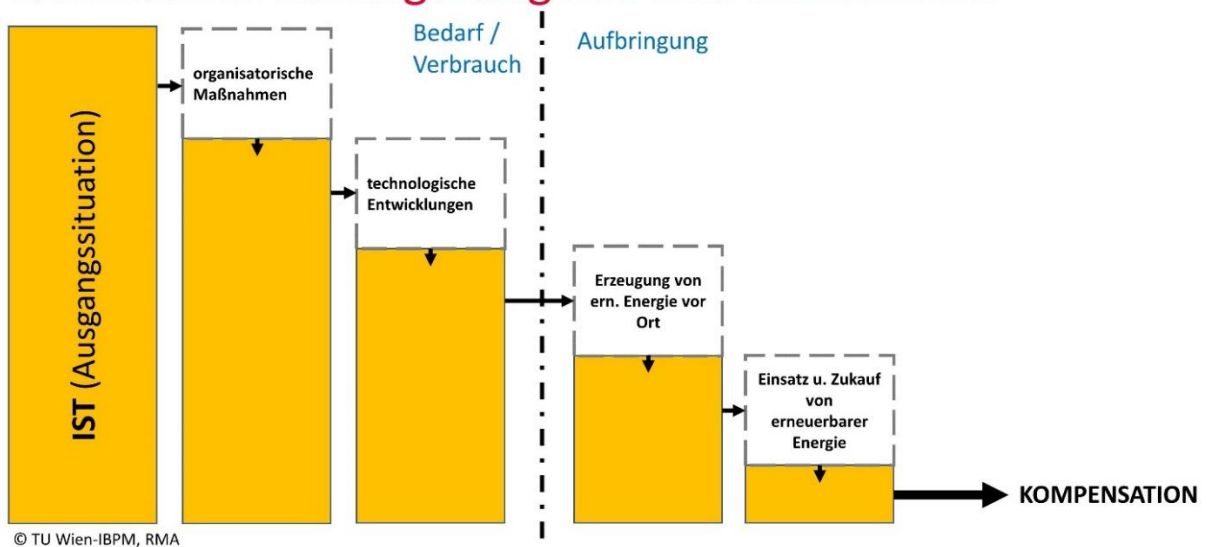 Bedarf /
Verbrauch
Aufbringung
IST (Ausgangssituation)
organisatorische
Maßnahmen
technologische
Entwicklungen
Erzeugung von
ern. Energie vor
Ort
Einsatz u. Zukauf
von
erneuerbarer
Energie
KOMPENSATION
© TU Wien-IBPM, RMA